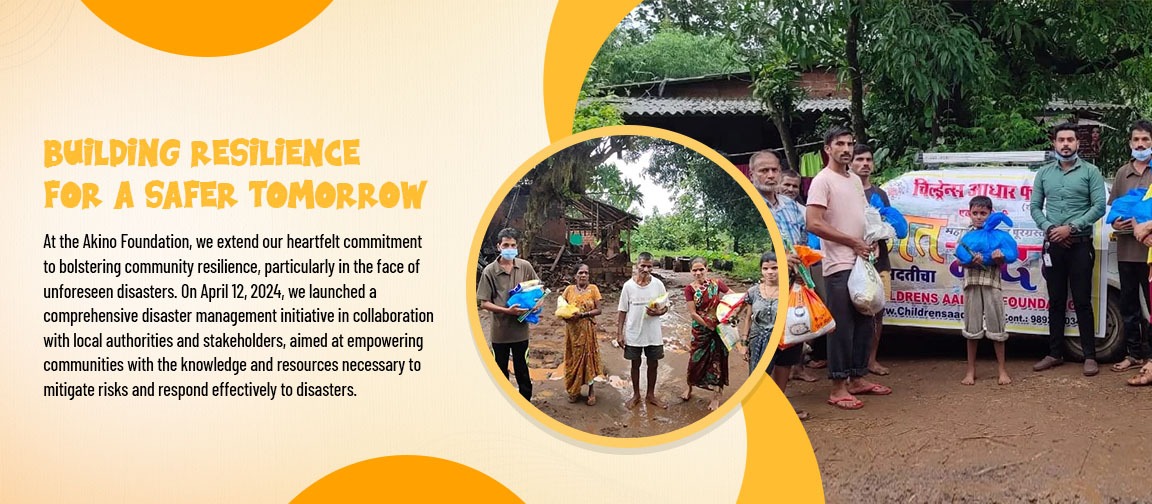 BUILDING RESILIENCE
FOR A SAFER TOMORROW
At the Akino Foundation, we extend our heartfelt commitment
to bolstering community resilience, particularly in the face of
unforeseen disasters. On April 12, 2024, we launched a
comprehensive disaster management initiative in collaboration
with local authorities and stakeholders, aimed at empowering
communities with the knowledge and resources necessary to
mitigate risks and respond effectively to disasters.
चिल्ड्रेन्स आधार
दतीचा